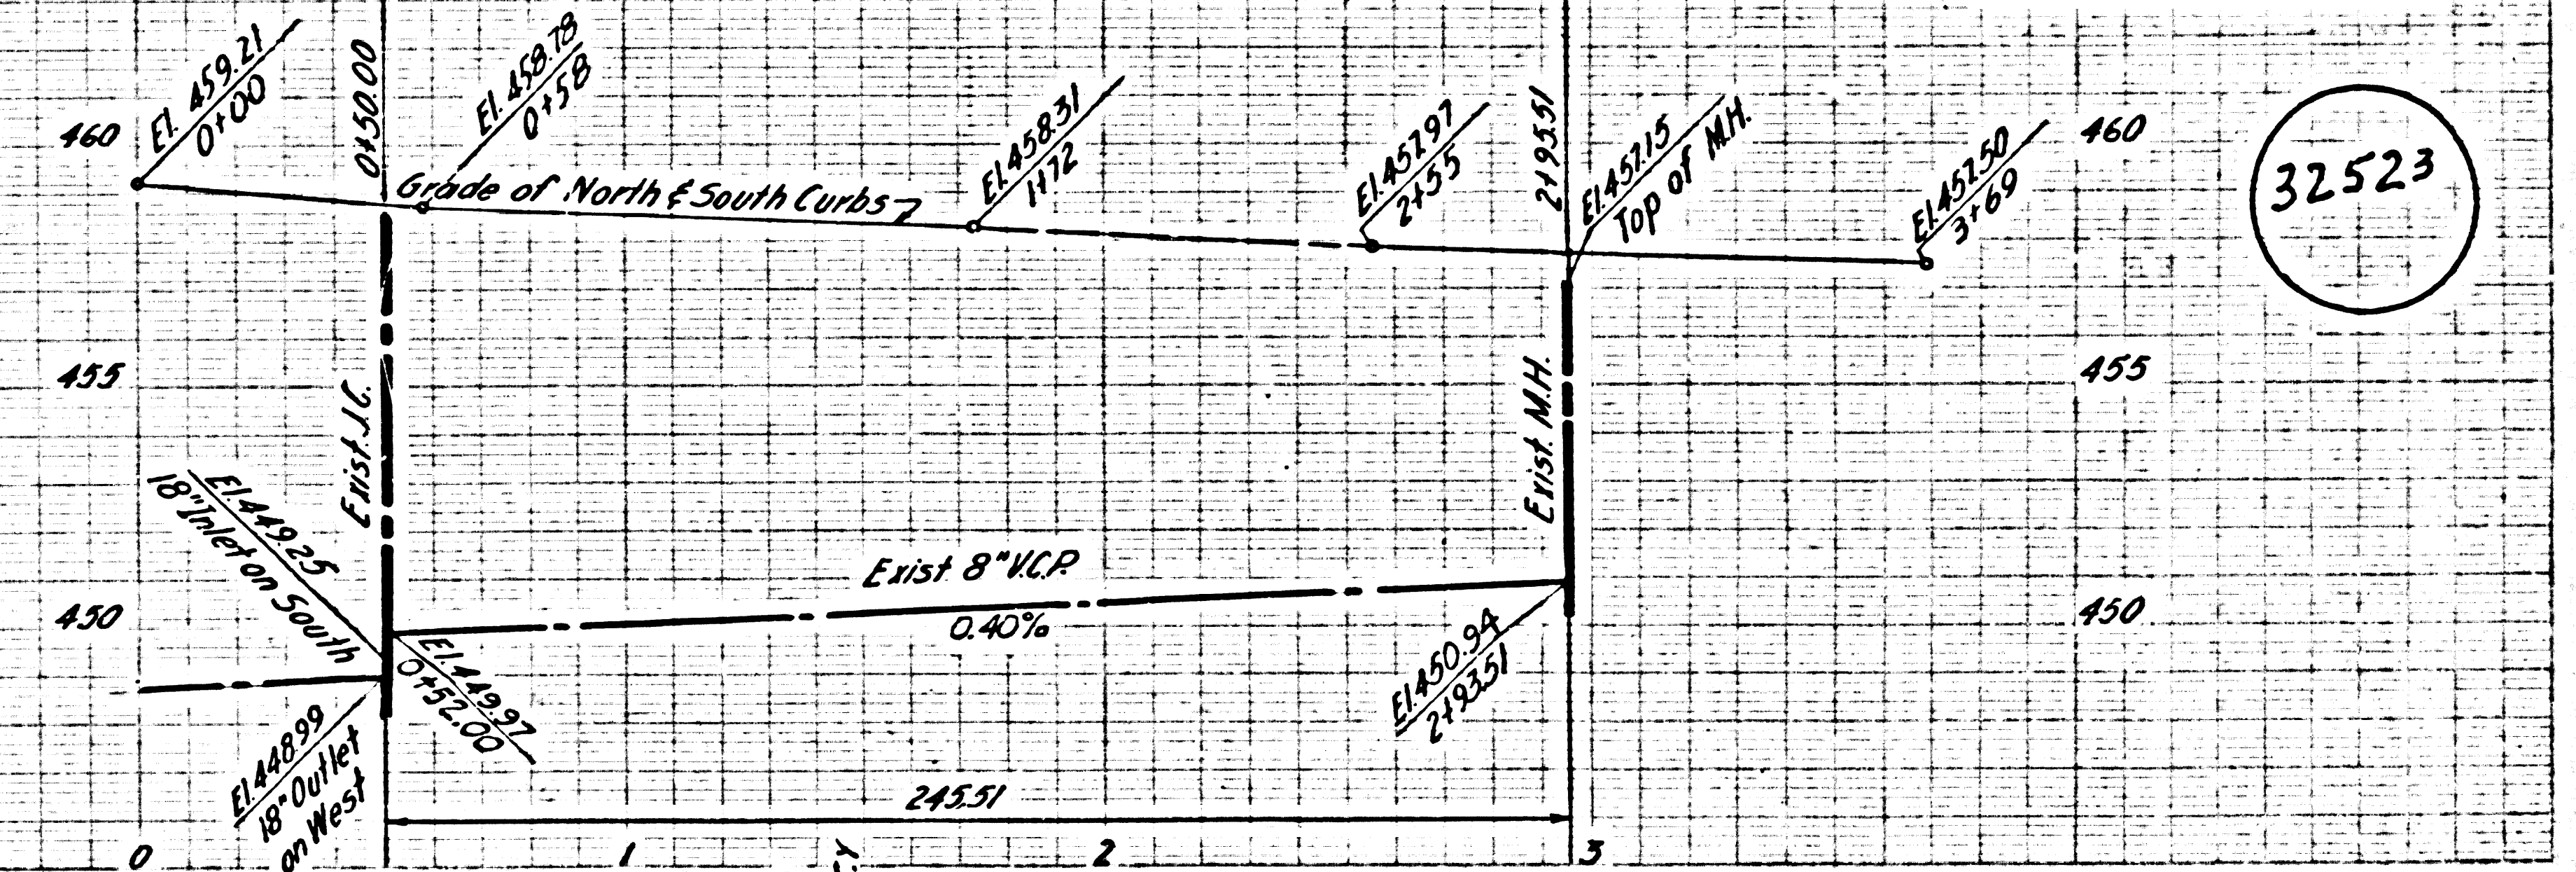 El. 459.21
0+00
0+50.00
El. 458.78
0+58
Grade of North & South Curbs
El. 458.31
1+72
El. 457.97
2+55
2+95.51
El. 457.15
Top of M.H.
El. 457.50
3+69
460
460
32523
455
455
Exist. J.C.
Exist. M.H.
El. 449.25
18" Inlet on South
Exist 8" V.C.P.
0.40%
450
450
El. 449.97
0+52.00
El. 450.94
2+93.51
El. 448.99
18" Outlet
on West
245.51
0
1
2
3